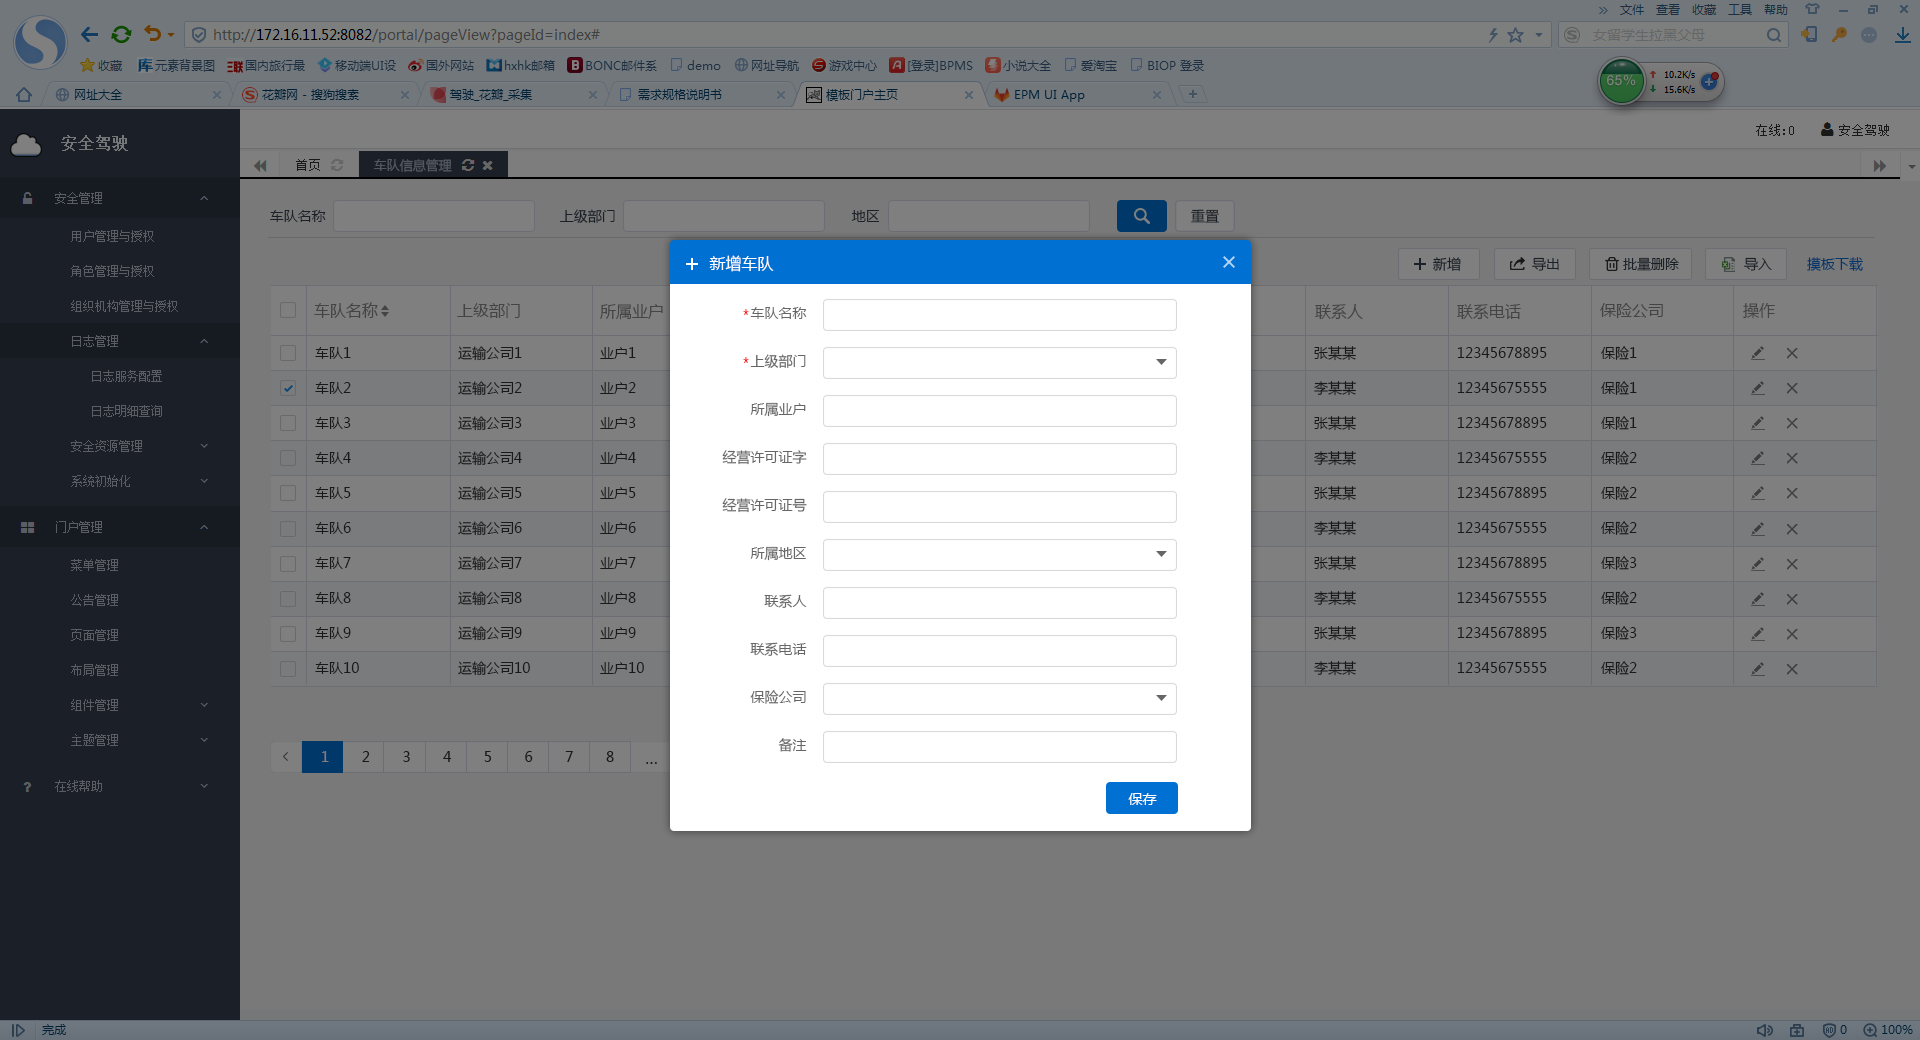 » 文件 查看 收藏 工具 帮助
http://172.16.11.52:8082/portal/pageView?pageId=index# 女留学生拉黑父母
收藏 元素背景图 国内旅行最 移动端UI设 国外网站 hxhk邮箱 BONC邮件系 demo 网址导航 游戏中心 [登录]BPMS 小说大全 爱淘宝 BIOP 登录
65% 10.2K/s
15.6K/s
网址大全 花瓣网 - 搜狗搜索 驾驶_花瓣_采集 需求规格说明书 模板门户主页 EPM UI App
安全驾驶 在线:0 安全驾驶
首页 车队信息管理
安全管理
用户管理与授权
角色管理与授权
组织机构管理与授权
日志管理
日志服务配置
日志明细查询
安全资源管理
系统初始化
门户管理
菜单管理
公告管理
页面管理
布局管理
组件管理
主题管理
在线帮助
车队名称 上级部门 地区 重置
新增 导出 批量删除 导入 摸板下载
车队名称 上级部门 所属业户 联系人 联系电话 保险公司 操作
车队1 运输公司1 业户1 张某某 12345678895 保险1
车队2 运输公司2 业户2 李某某 12345675555 保险1
车队3 运输公司3 业户3 张某某 12345678895 保险1
车队4 运输公司4 业户4 李某某 12345675555 保险2
车队5 运输公司5 业户5 张某某 12345678895 保险2
车队6 运输公司6 业户6 李某某 12345675555 保险2
车队7 运输公司7 业户7 张某某 12345678895 保险3
车队8 运输公司8 业户8 李某某 12345675555 保险2
车队9 运输公司9 业户9 张某某 12345678895 保险3
车队10 运输公司10 业户10 李某某 12345675555 保险2
1 2 3 4 5 6 7 8 ...
新增车队
*车队名称
*上级部门
所属业户
经营许可证字
经营许可证号
所属地区
联系人
联系电话
保险公司
备注
保存
完成 0 100%